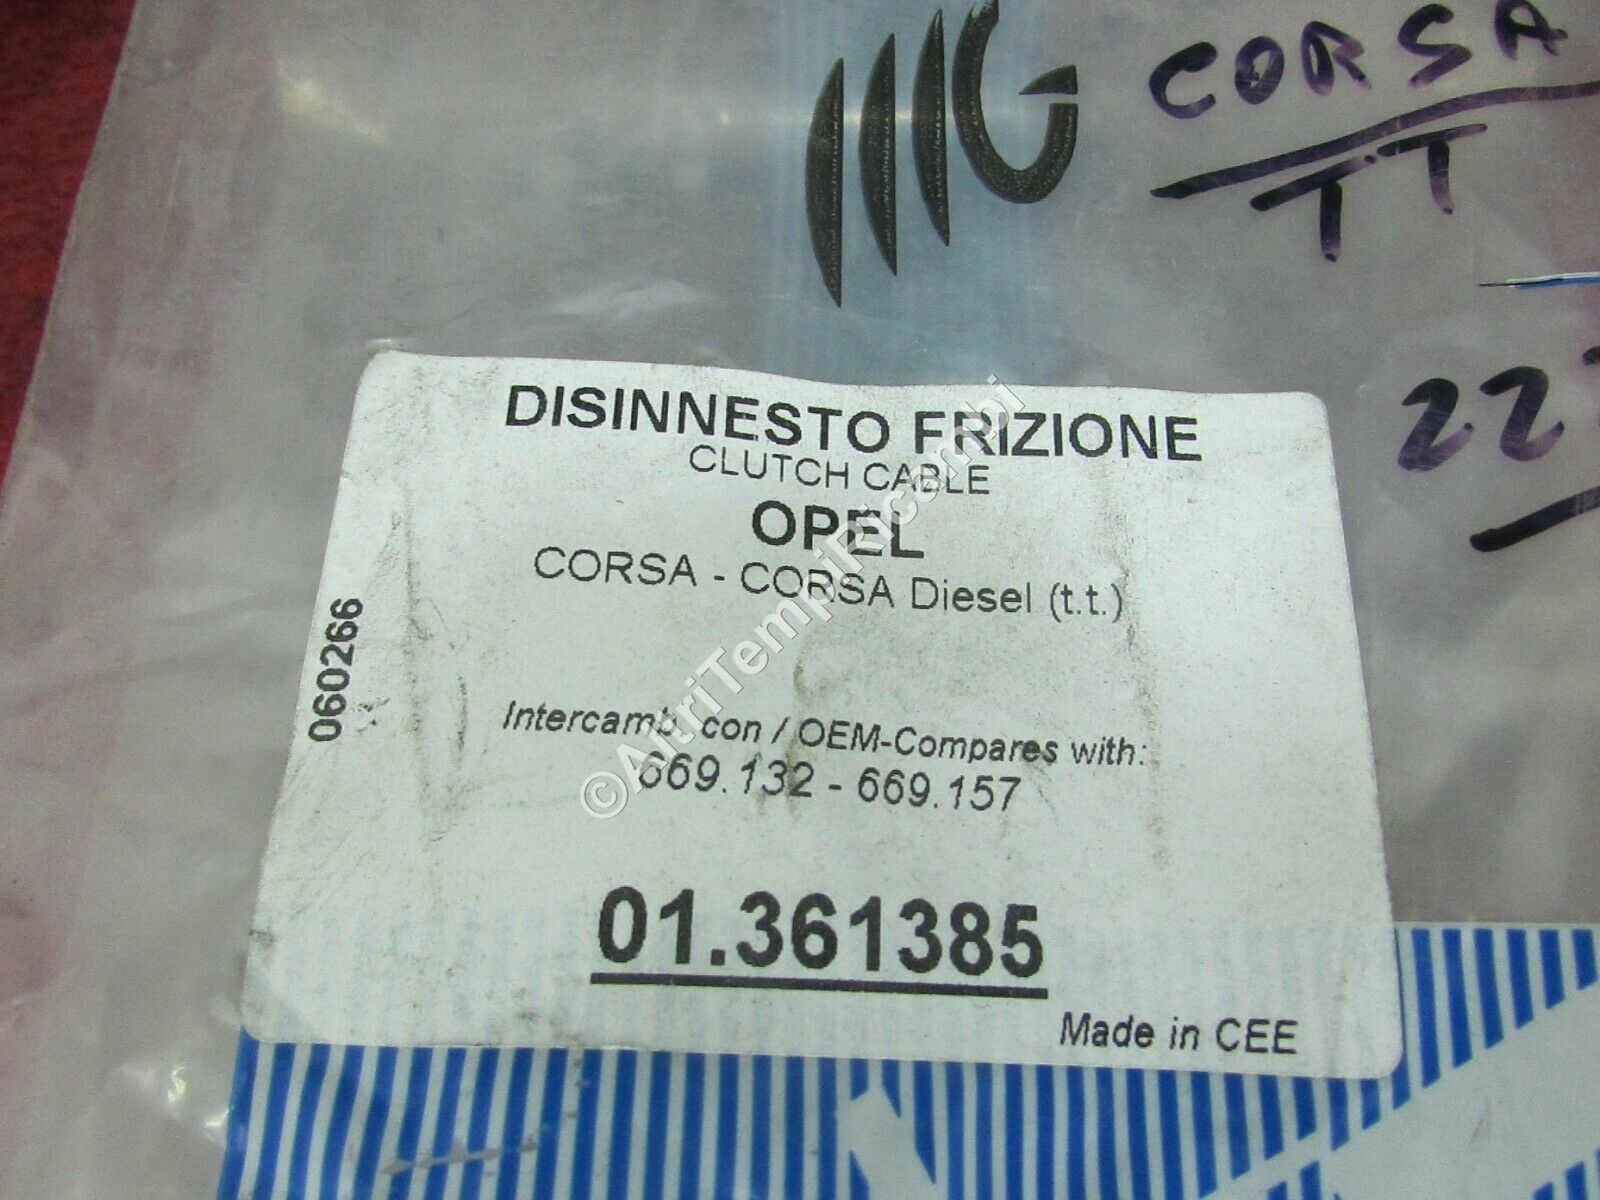 CORSA
TT
22
DISINNESTO FRIZIONE
CLUTCH CABLE
OPEL
CORSA - CORSA Diesel (t.t.)
060266
Intercamb. con / OEM-Compares with:
669.132 - 669.157
01.361385
Made in CEE
©AltriTempiRicambi